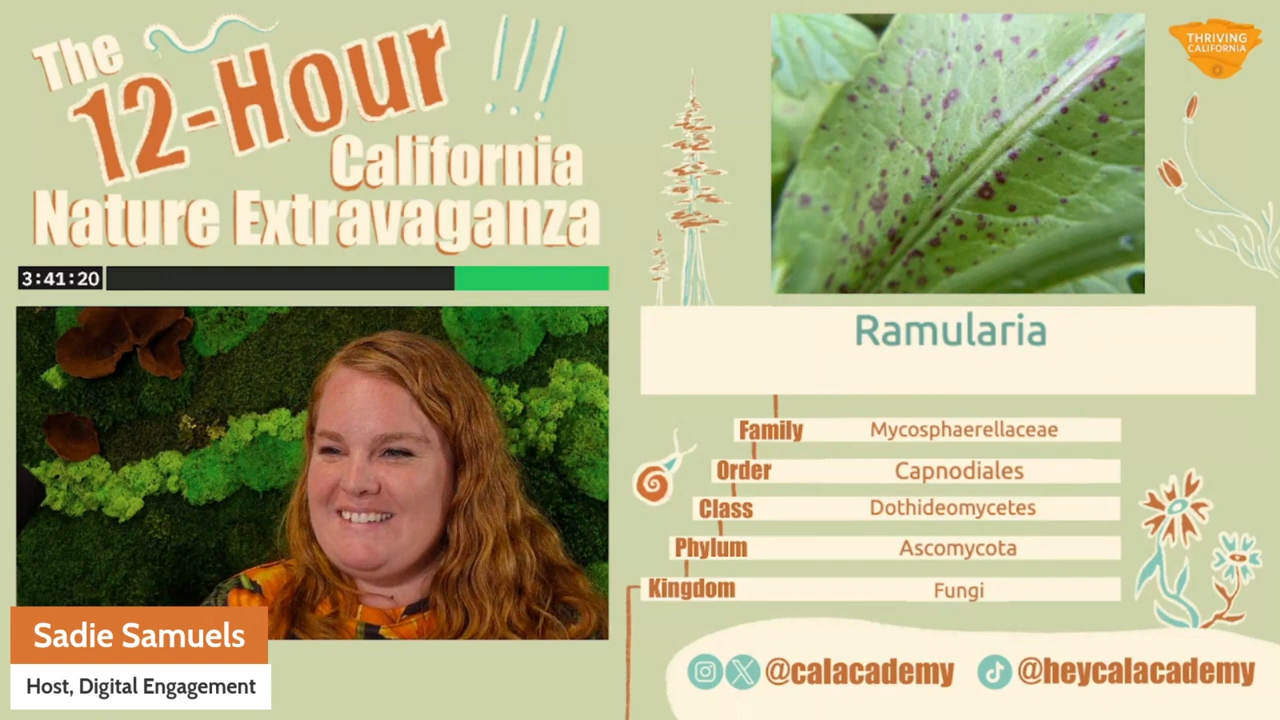 The
12-Hour!!!
California
Nature Extravaganza
3:41:20
THRIVING
CALIFORNIA
Ramularia
Family Mycosphaerellaceae
Order Capnodiales
Class Dothideomycetes
Phylum Ascomycota
Kingdom Fungi
Sadie Samuels
Host, Digital Engagement
@calacademy @heycalacademy